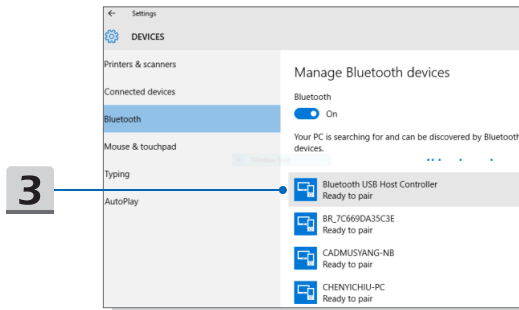 Settings
DEVICES
Printers & scanners
Connected devices
Bluetooth
Mouse & touchpad
Typing
AutoPlay
Manage Bluetooth devices
Bluetooth
On
Your PC is searching for and can be discovered by Bluetooth
devices.
Bluetooth USB Host Controller
Ready to pair
BR_7C669DA35C3E
Ready to pair
CADMUSYANG-NB
Ready to pair
CHENYICHIU-PC
Ready to pair
3